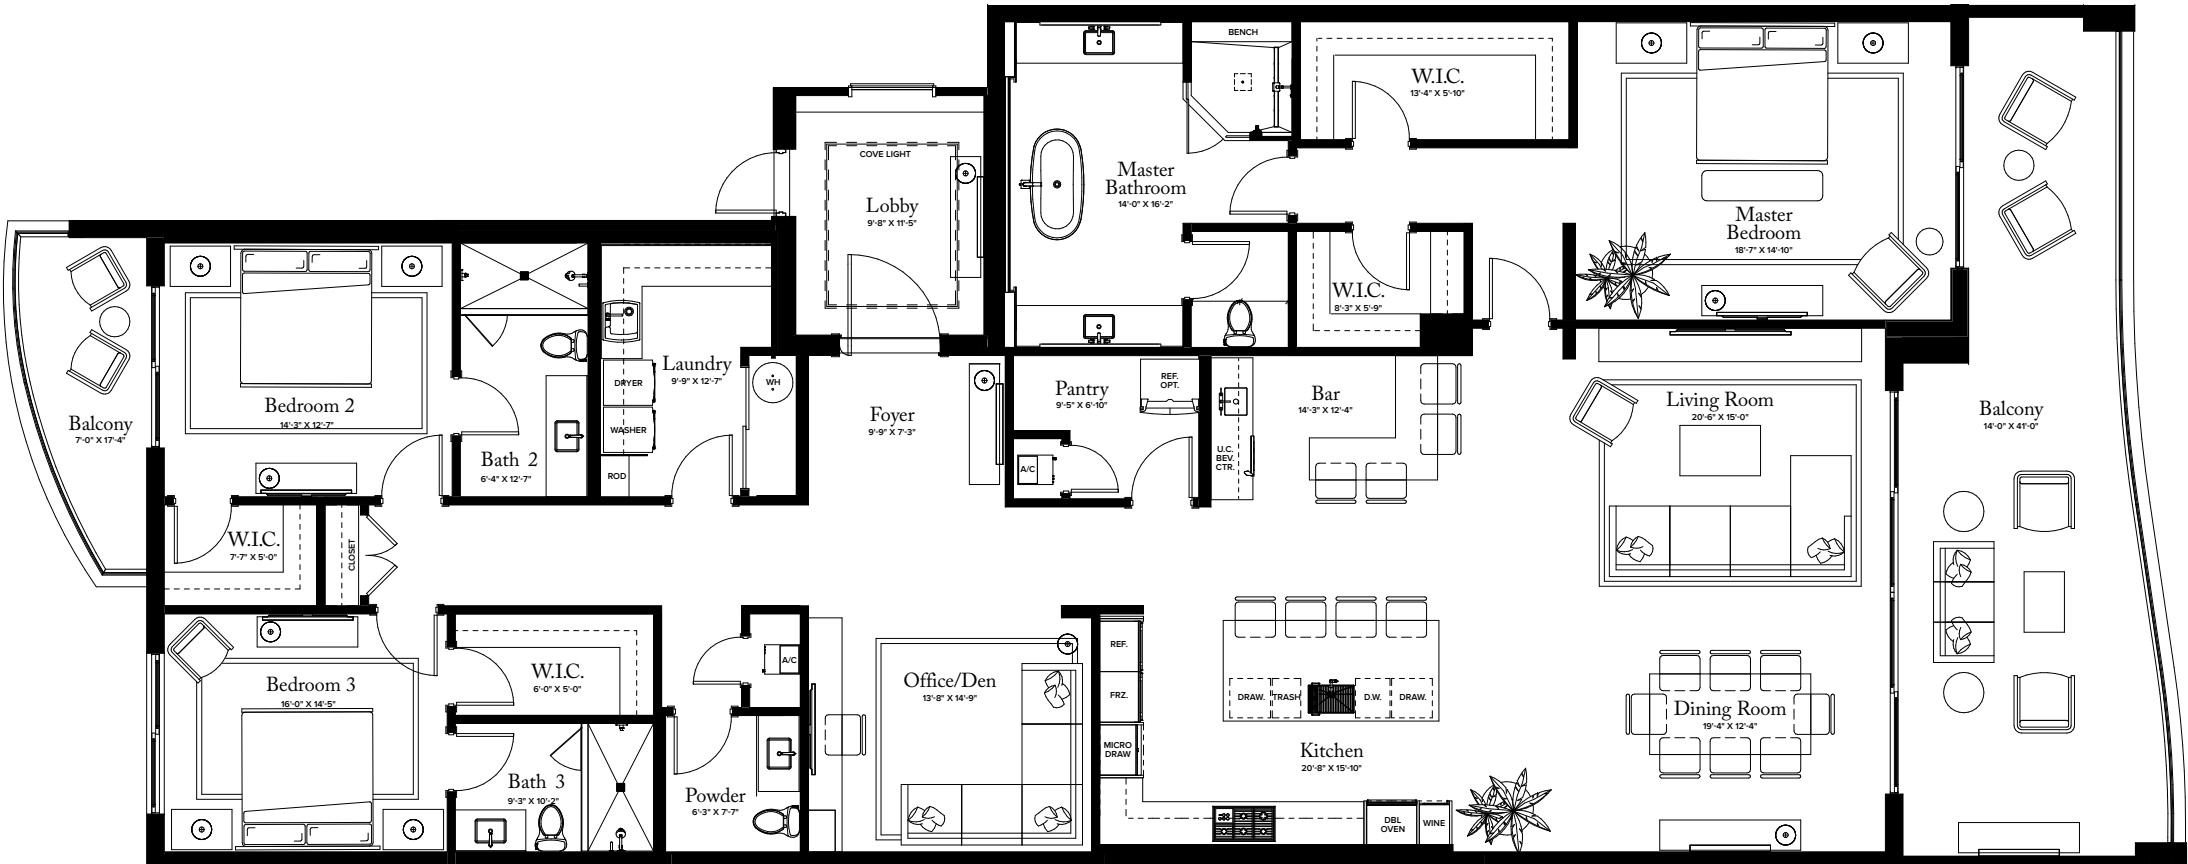 BENCH
W.I.C.
13'-4" X 5'-10"
COVE LIGHT
Lobby
9'-8" X 11'-5"
Master
Bathroom
14'-0" X 16'-2"
Master
Bedroom
18'-7" X 14'-10"
W.I.C.
8'-3" X 5'-9"
Balcony
7'-0" X 17'-4"
Bedroom 2
14'-3" X 12'-7"
Bath 2
6'-4" X 12'-7"
Laundry
9'-9" X 12'-7"
DRYER
WASHER
ROD
WH
Foyer
9'-9" X 7'-3"
Pantry
9'-5" X 6'-10"
REF.
OPT.
A/C
U.C.
BEV.
CTR.
Bar
14'-3" X 12'-4"
Living Room
20'-6" X 15'-0"
Balcony
14'-0" X 41'-0"
W.I.C.
7'-7" X 5'-0"
CLOSET
Bedroom 3
16'-0" X 14'-5"
W.I.C.
6'-0" X 5'-0"
A/C
Bath 3
9'-3" X 10'-2"
Powder
6'-3" X 7'-7"
Office/Den
13'-8" X 14'-9"
REF.
FRZ.
MICRO
DRAW
DRAW.
TRASH
D.W.
DRAW.
Kitchen
20'-8" X 15'-10"
DBL
OVEN
WINE
Dining Room
19'-4" X 12'-4"